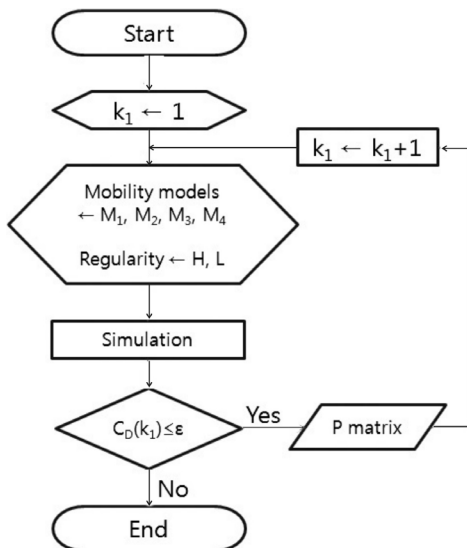 Start
k₁ ← 1
k₁ ← k₁+1
Mobility models
← M₁, M₂, M₃, M₄
Regularity ← H, L
Simulation
C_D(k₁)≤ε
Yes
P matrix
No
End